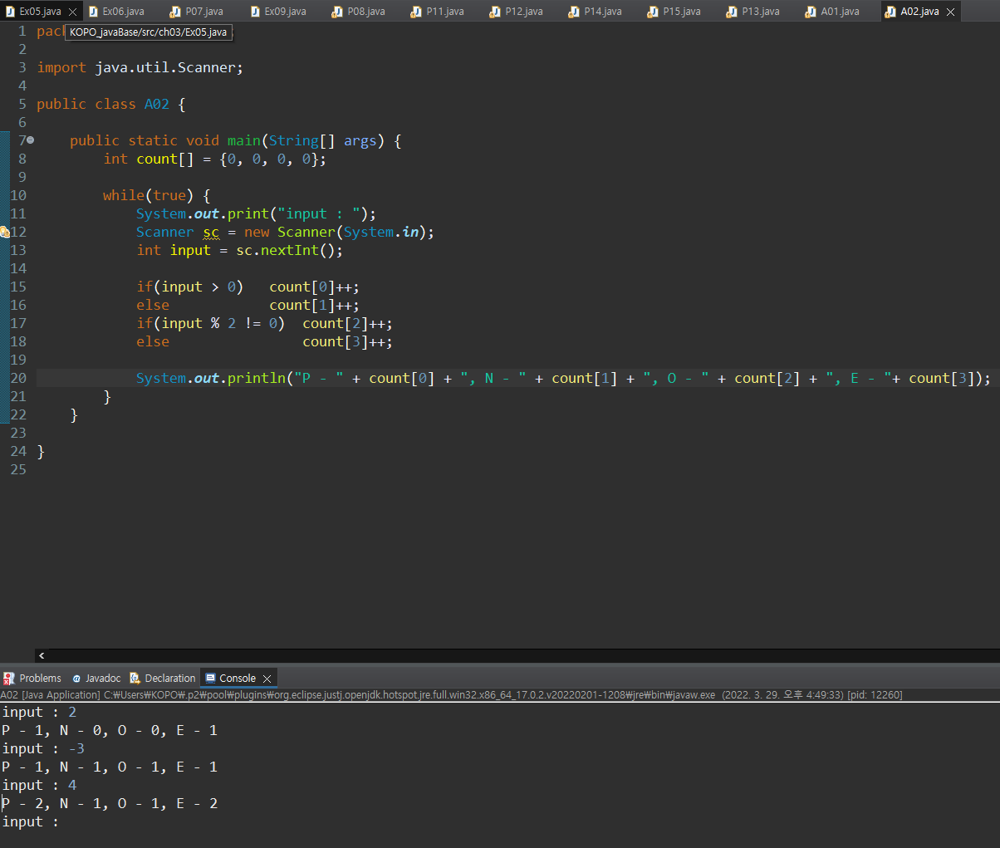 Ex05.java Ex06.java P07.java Ex09.java P08.java P11.java P12.java P14.java P15.java P13.java A01.java A02.java
1 pac
KOPO_javaBase/src/ch03/Ex05.java
2
3 import java.util.Scanner;
4
5 public class A02 {
6
7 public static void main(String[] args) {
8 int count[] = {0, 0, 0, 0};
9
10 while(true) {
11 System.out.print("input : ");
12 Scanner sc = new Scanner(System.in);
13 int input = sc.nextInt();
14
15 if(input > 0) count[0]++;
16 else count[1]++;
17 if(input % 2 != 0) count[2]++;
18 else count[3]++;
19
20 System.out.println("P - " + count[0] + ", N - " + count[1] + ", O - " + count[2] + ", E - "+ count[3]);
21 }
22 }
23
24 }
25
Problems @ Javadoc Declaration Console
A02 [Java Application] C:₩Users₩KOPO₩.p2₩pool₩plugins₩org.eclipse.justj.openjdk.hotspot.jre.full.win32.x86_64_17.0.2.v20220201-1208₩jre₩bin₩javaw.exe (2022. 3. 29. 오후 4:49:33) [pid: 12260]
input : 2
P - 1, N - 0, O - 0, E - 1
input : -3
P - 1, N - 1, O - 1, E - 1
input : 4
P - 2, N - 1, O - 1, E - 2
input :